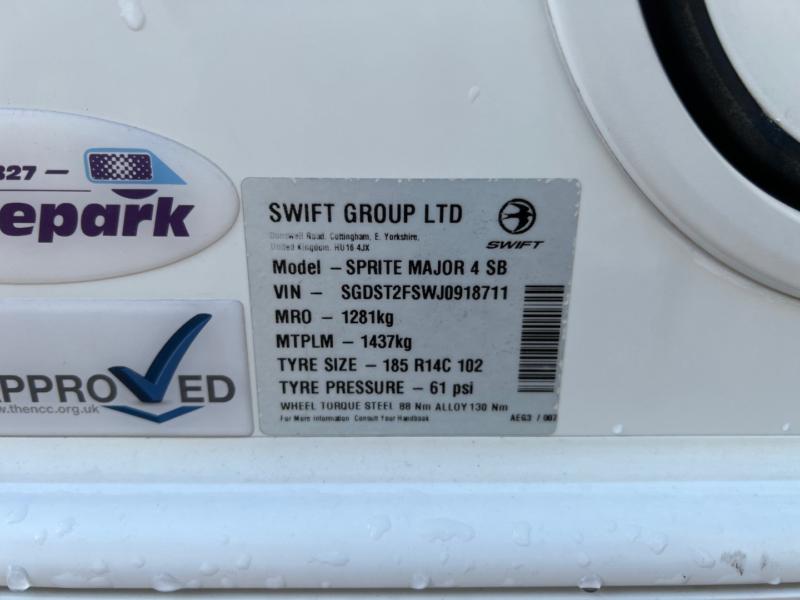 327 —
epark
APPROVED
www.thencc.org.uk
SWIFT GROUP LTD
SWIFT
Dunswell Road, Cottingham, E. Yorkshire,
United Kingdom. HU16 4JX
Model – SPRITE MAJOR 4 SB
VIN – SGDST2FSWJ0918711
MRO – 1281kg
MTPLM – 1437kg
TYRE SIZE – 185 R14C 102
TYRE PRESSURE – 61 psi
WHEEL TORQUE STEEL 88 Nm ALLOY 130 Nm
For More Information Consult Your Handbook
AEG3 / 007